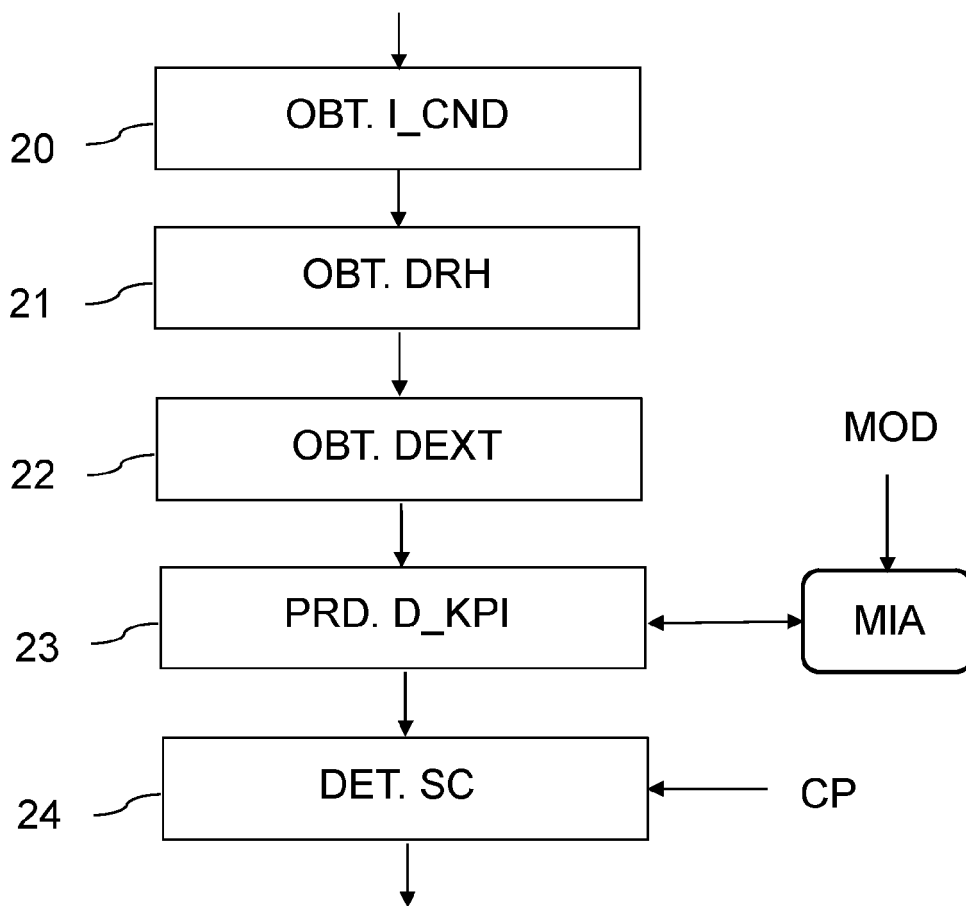 OBT. I_CND
20
OBT. DRH
21
OBT. DEXT
22
MOD
PRD. D_KPI
MIA
23
DET. SC
CP
24